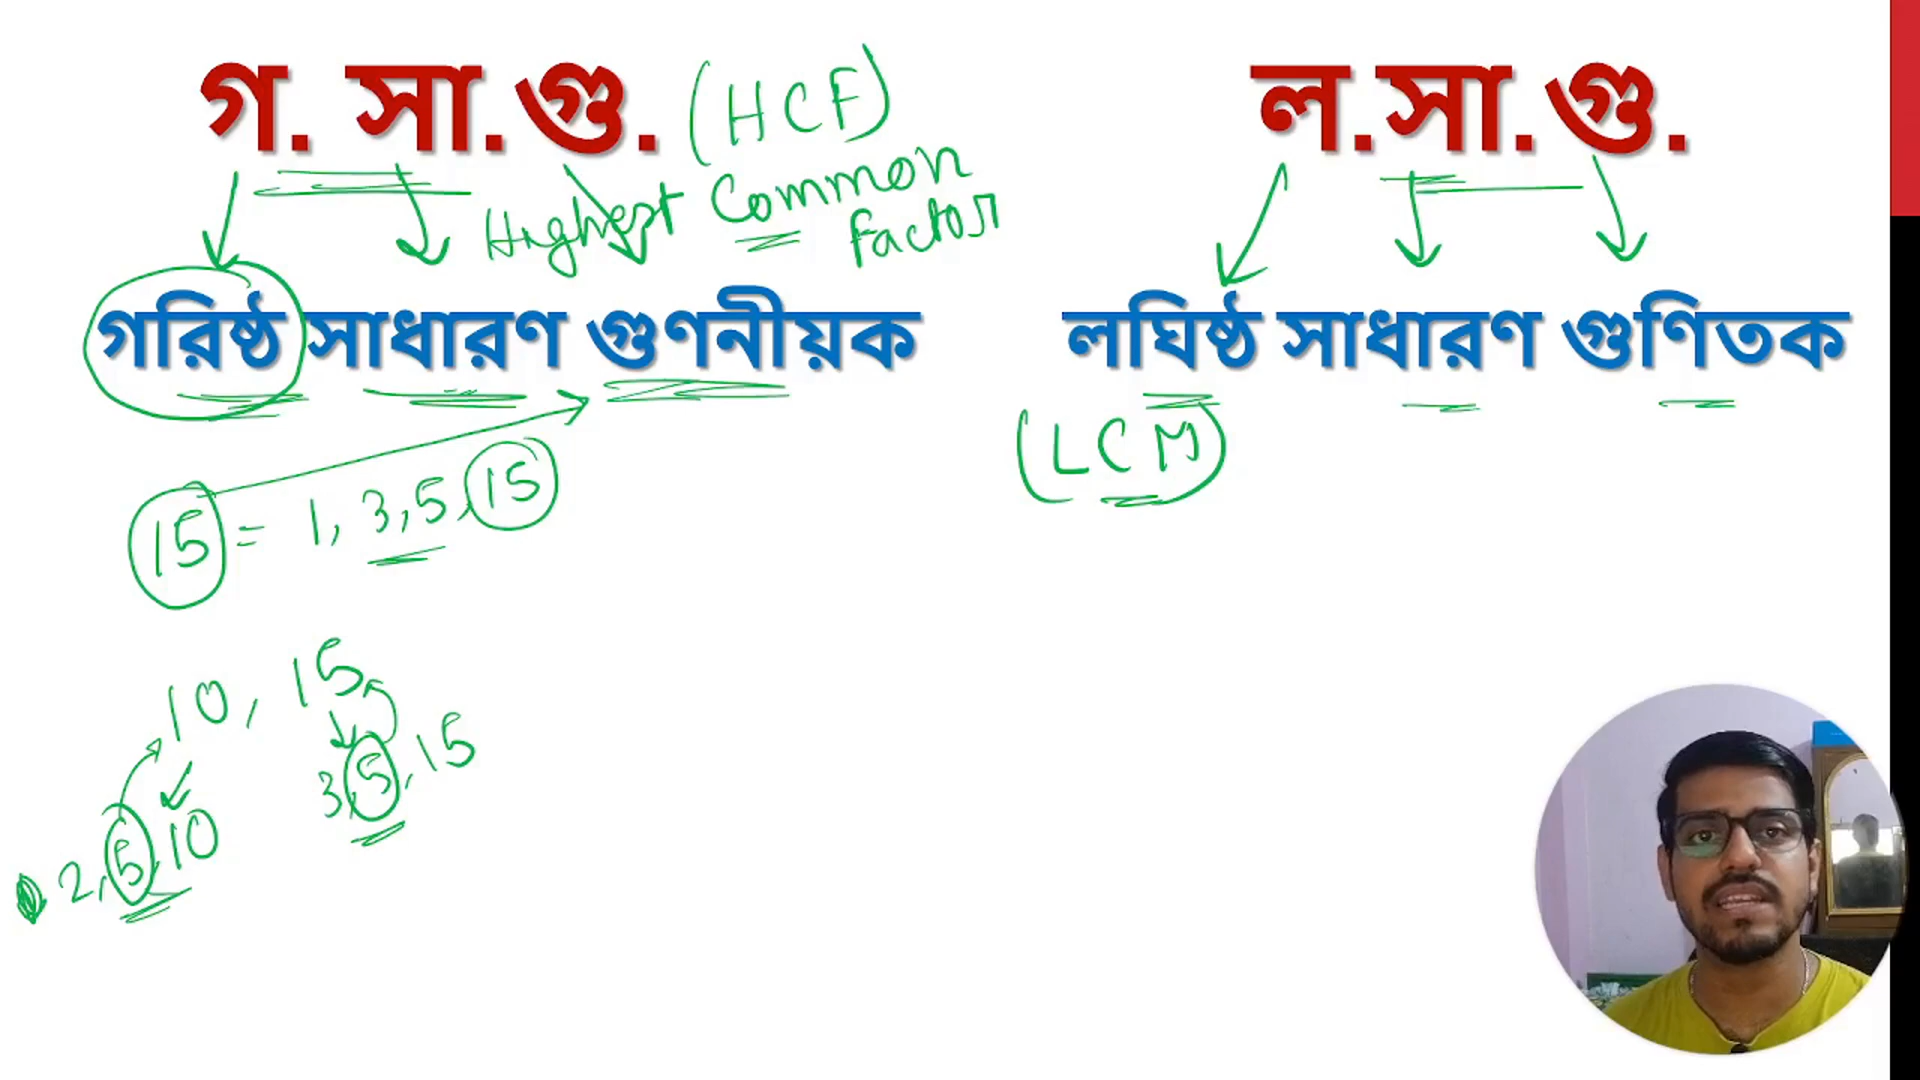 গ. সা.গু. (HCF)
Highest Common
Factor
গরিষ্ঠ সাধারণ গুণনীয়ক
15 = 1, 3, 5, 15
10, 15
3, 5, 15
2, 5, 10
ল.সা.গু.
লঘিষ্ঠ সাধারণ গুণিতক
(LCM)